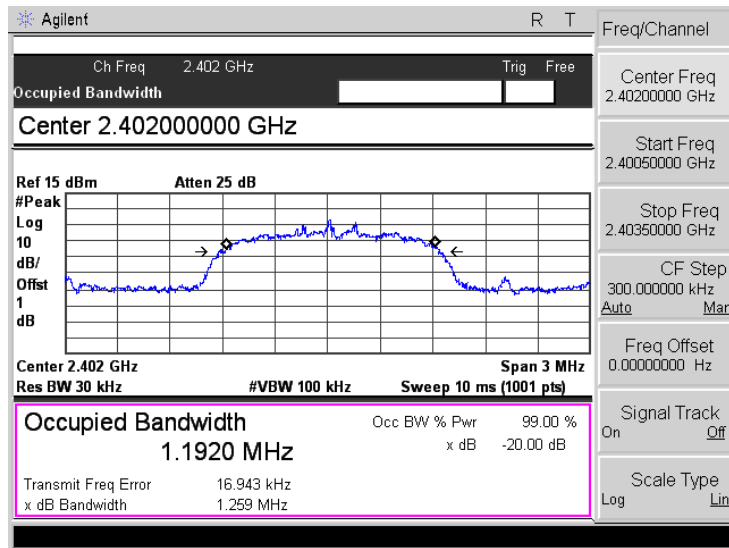 Agilent R T
Ch Freq 2.402 GHz Trig Free
Occupied Bandwidth
Center 2.402000000 GHz
Ref 15 dBm Atten 25 dB
#Peak
Log
10
dB/
Offst
1
dB
Center 2.402 GHz Span 3 MHz
Res BW 30 kHz #VBW 100 kHz Sweep 10 ms (1001 pts)
Occupied Bandwidth
1.1920 MHz
Occ BW % Pwr 99.00 %
x dB -20.00 dB
Transmit Freq Error 16.943 kHz
x dB Bandwidth 1.259 MHz
Freq/Channel
Center Freq
2.40200000 GHz
Start Freq
2.40050000 GHz
Stop Freq
2.40350000 GHz
CF Step
300.000000 kHz
Auto Mar
Freq Offset
0.00000000 Hz
Signal Track
On Off
Scale Type
Log Lin